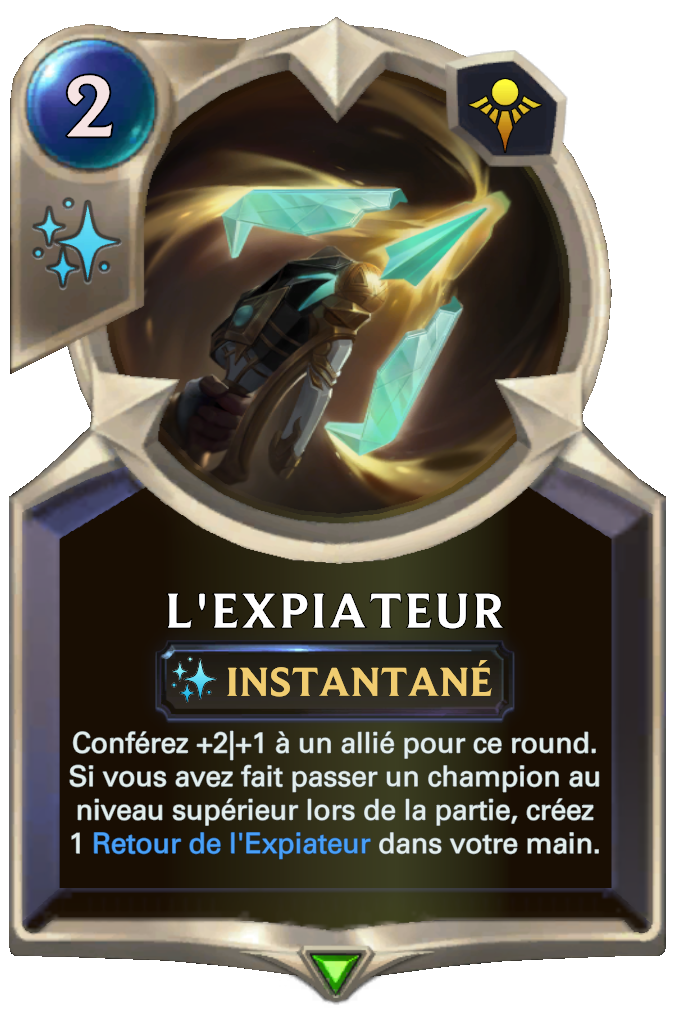 2
L'EXPIATEUR
INSTANTANÉ
Conférez +2|+1 à un allié pour ce round.
Si vous avez fait passer un champion au
niveau supérieur lors de la partie, créez
1 Retour de l'Expiateur dans votre main.